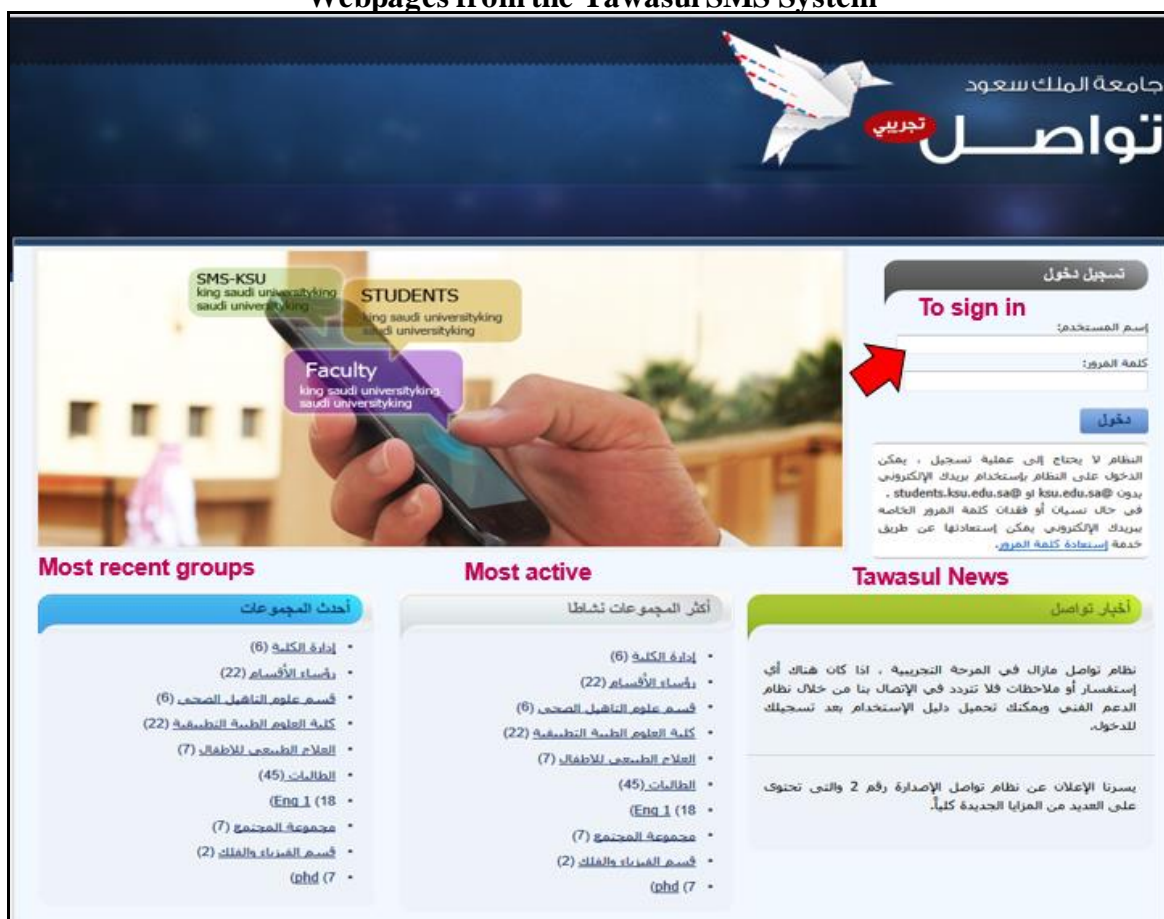 Webpages from the Tawasul SMS System
جامعة الملك سعود
تواصل
تجريبي
SMS-KSU
king saudi universityking
saudi universityking
STUDENTS
king saudi universityking
saudi universityking
Faculty
king saudi universityking
saudi universityking
تسجيل دخول
To sign in
إسم المستخدم:
كلمة المرور:
دخول
النظام لا يحتاج إلى عملية تسجيل ، يمكن
الدخول على النظام بإستخدام بريدك الإلكتروني
بدون @ksu.edu.sa او @students.ksu.edu.sa .
في حال نسيان أو فقدان كلمة المرور الخاصه
ببريدك الإلكتروني يمكن إستعادتها عن طريق
خدمة إستعادة كلمة المرور.
Most recent groups
أحدث المجموعات
إدارة الكلية (6)
رؤساء الأقسام (22)
قسم علوم التاهيل الصحي (6)
كلية العلوم الطبية التطبيقية (22)
العلاج الطبيعي للاطفال (7)
الطالبات (45)
Eng 1 (18)
مجموعة المجتمع (7)
قسم الفيزياء والفلك (2)
phd (7)
Most active
أكثر المجموعات نشاطا
إدارة الكلية (6)
رؤساء الأقسام (22)
قسم علوم التاهيل الصحي (6)
كلية العلوم الطبية التطبيقية (22)
العلاج الطبيعي للاطفال (7)
الطالبات (45)
Eng 1 (18)
مجموعة المجتمع (7)
قسم الفيزياء والفلك (2)
phd (7)
Tawasul News
أخبار تواصل
نظام تواصل مازال في المرحة التجريبية ، اذا كان هناك أي
إستفسار أو ملاحظات فلا تتردد في الإتصال بنا من خلال نظام
الدعم الفني ويمكنك تحميل دليل الإستخدام بعد تسجيلك
للدخول.
يسرنا الإعلان عن نظام تواصل الإصدارة رقم 2 والتي تحتوى
على العديد من المزايا الجديدة كلياً.